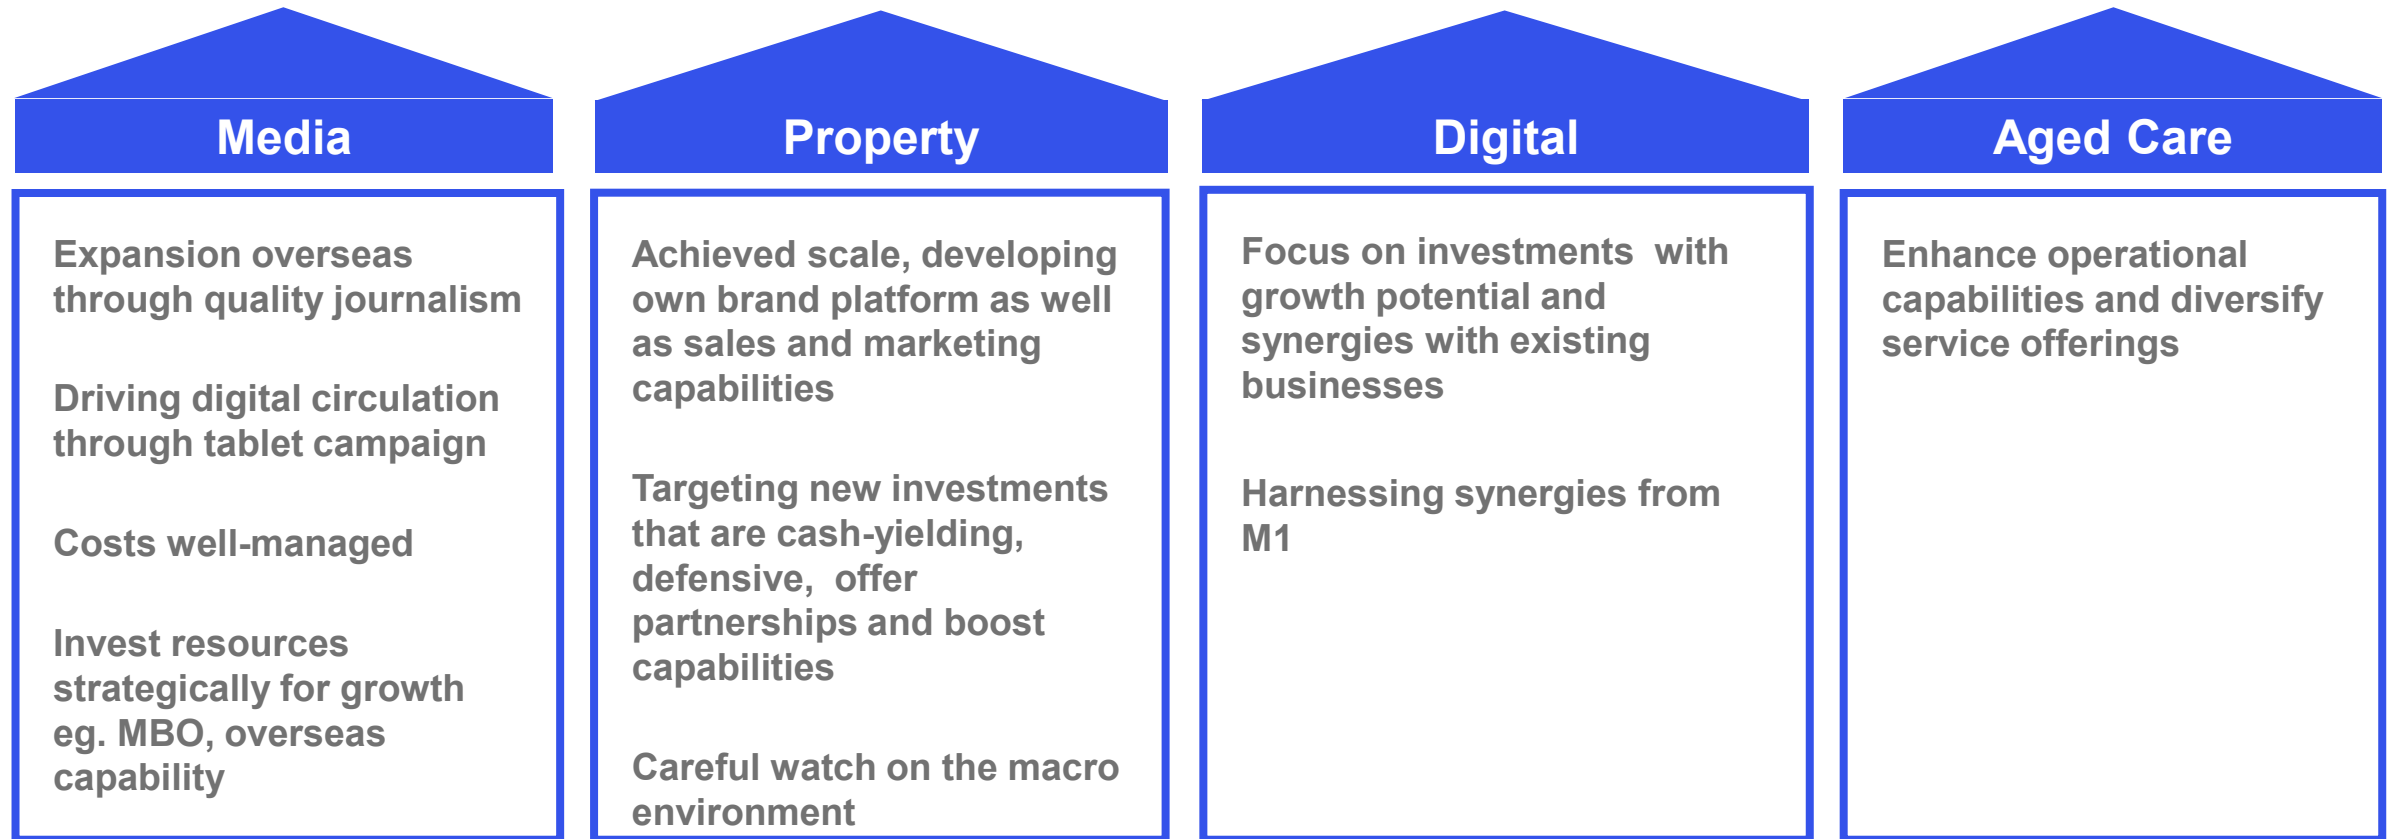 Media
Expansion overseas
through quality journalism
Driving digital circulation
through tablet campaign
Costs well-managed
Invest resources
strategically for growth
eg. MBO, overseas
capability
Property
Achieved scale, developing
own brand platform as well
as sales and marketing
capabilities
Targeting new investments
that are cash-yielding,
defensive,  offer
partnerships and boost
capabilities
Careful watch on the macro
environment
Digital
Focus on investments  with
growth potential and
synergies with existing
businesses
Harnessing synergies from
M1
Aged Care
Enhance operational
capabilities and diversify
service offerings